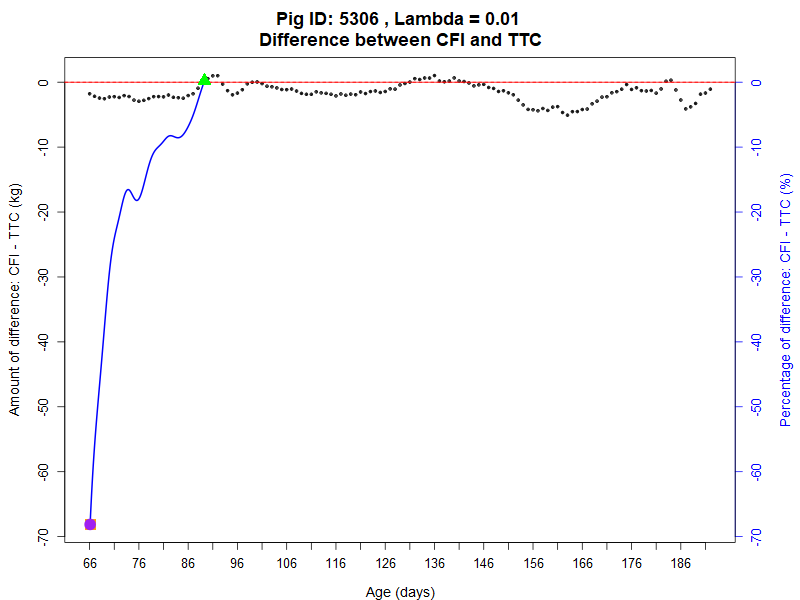 Pig ID: 5306 , Lambda = 0.01
Difference between CFI and TTC
Amount of difference: CFI - TTC (kg)
0
-10
-20
-30
-40
-50
-60
-70
0
-10
-20
-30
-40
-50
-60
-70
Percentage of difference: CFI - TTC (%)
66 76 86 96 106 116 126 136 146 156 166 176 186
Age (days)